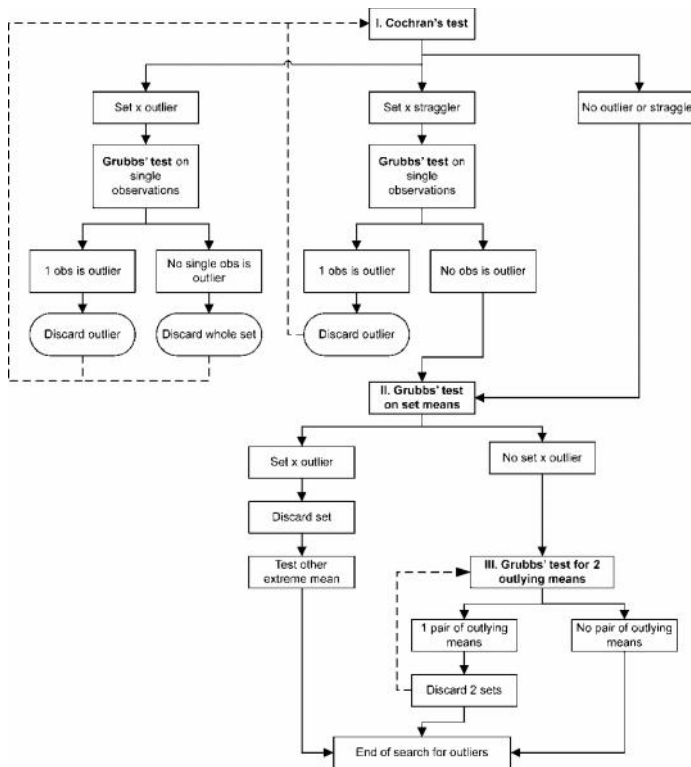 I. Cochran's test
Set x outlier
Set x straggler
No outlier or straggler
Grubbs' test on
single
observations
Grubbs' test on
single
observations
1 obs is outlier
No single obs is
outlier
1 obs is outlier
No obs is outlier
Discard outlier
Discard whole set
Discard outlier
II. Grubbs' test
on set means
Set x outlier
No set x outlier
Discard set
Test other
extreme mean
III. Grubbs' test for 2
outlying means
1 pair of outlying
means
No pair of outlying
means
Discard 2 sets
End of search for outliers